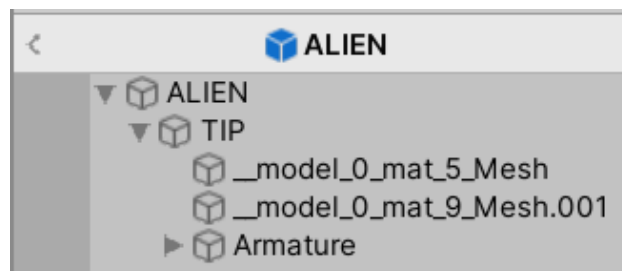 ALIEN
ALIEN
TIP
__model_0_mat_5_Mesh
__model_0_mat_9_Mesh.001
Armature